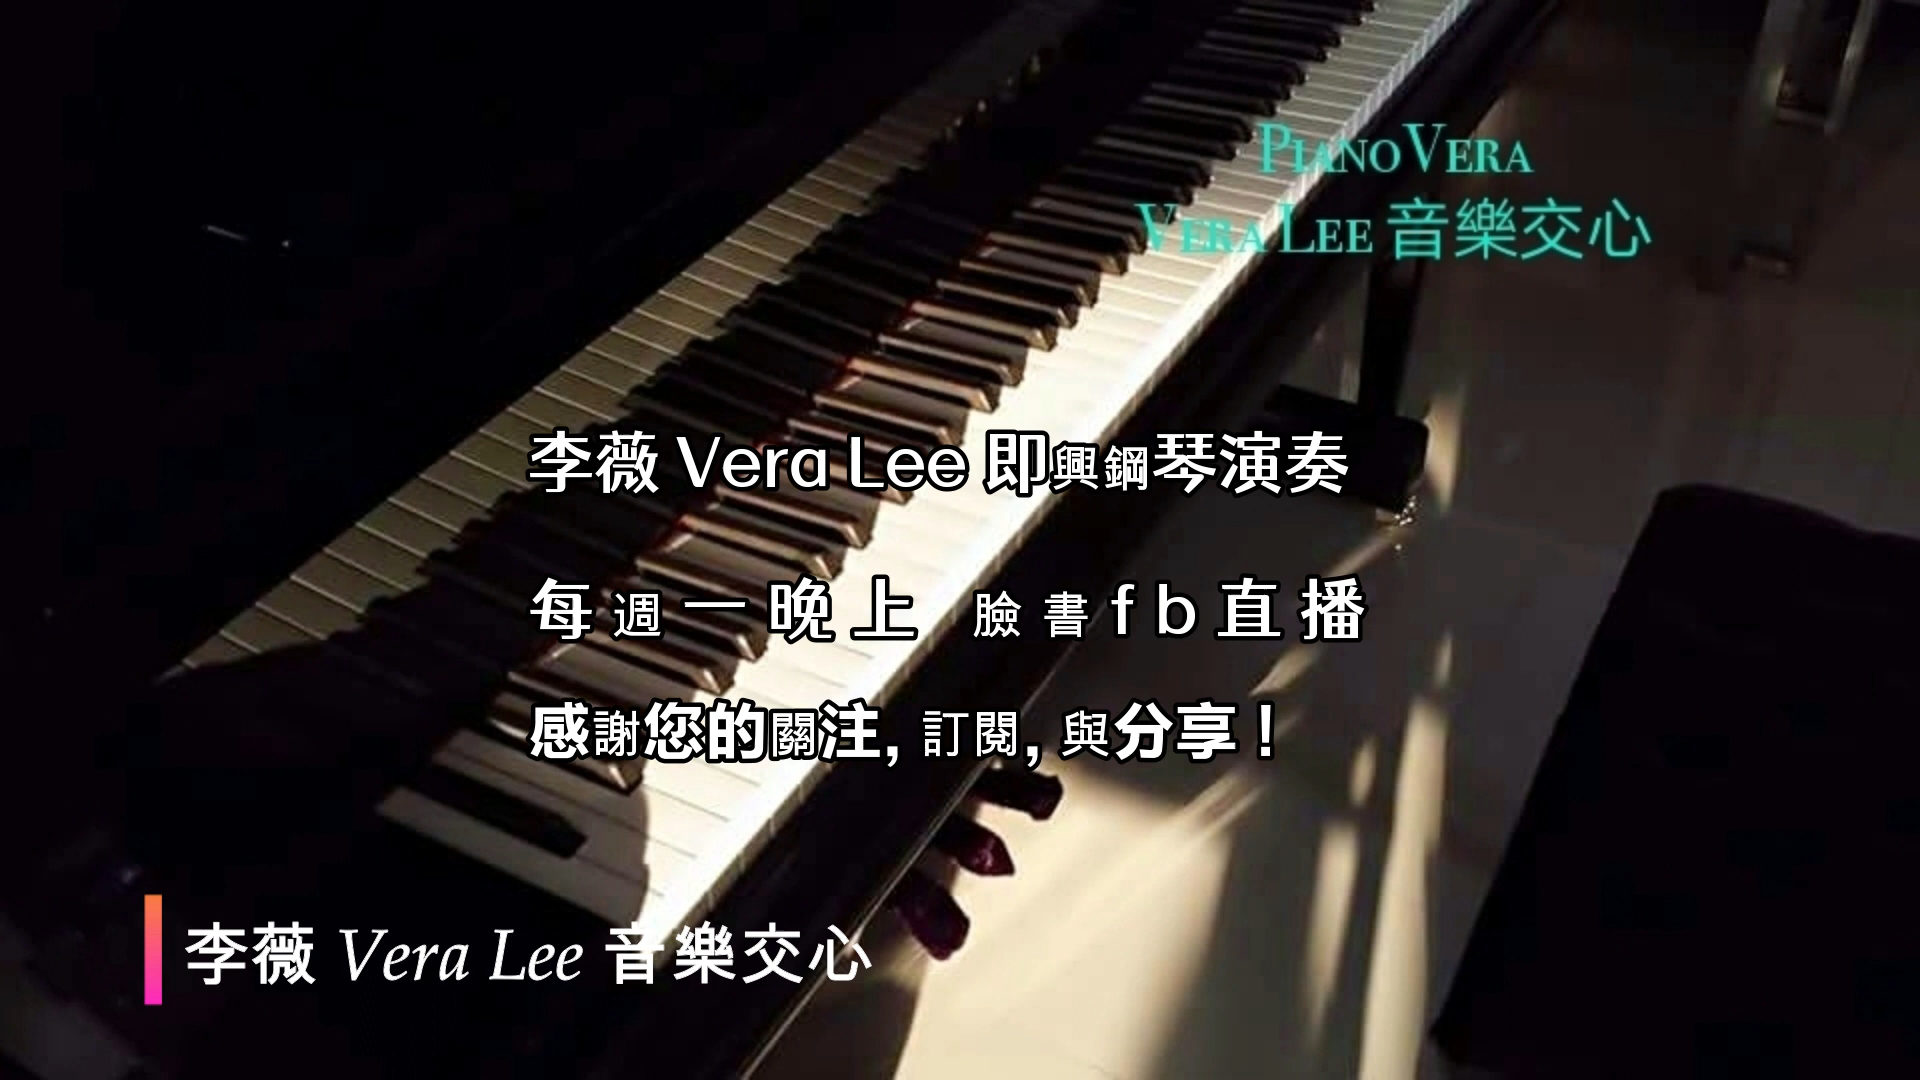 PIANOVERA
VERA LEE 音樂交心
李薇 Vera Lee 即興鋼琴演奏
每週一晚上 臉書fb直播
感謝您的關注, 訂閱, 與分享！
李薇 Vera Lee 音樂交心